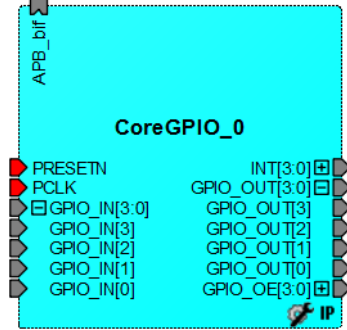 APB_bif
CoreGPIO_0
PRESETN INT[3:0]
PCLK GPIO_OUT[3:0]
GPIO_IN[3:0] GPIO_OUT[3]
GPIO_IN[3] GPIO_OUT[2]
GPIO_IN[2] GPIO_OUT[1]
GPIO_IN[1] GPIO_OUT[0]
GPIO_IN[0] GPIO_OE[3:0]
IP